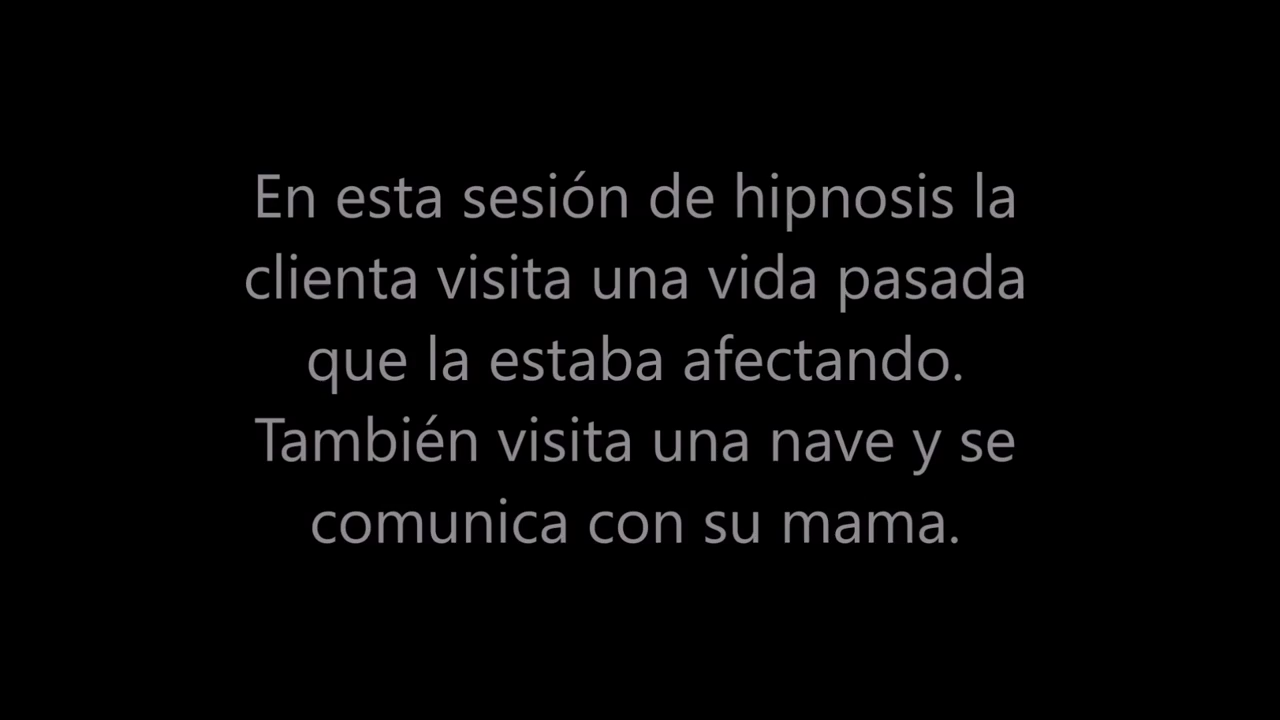 En esta sesión de hipnosis la
clienta visita una vida pasada
que la estaba afectando.
También visita una nave y se
comunica con su mama.